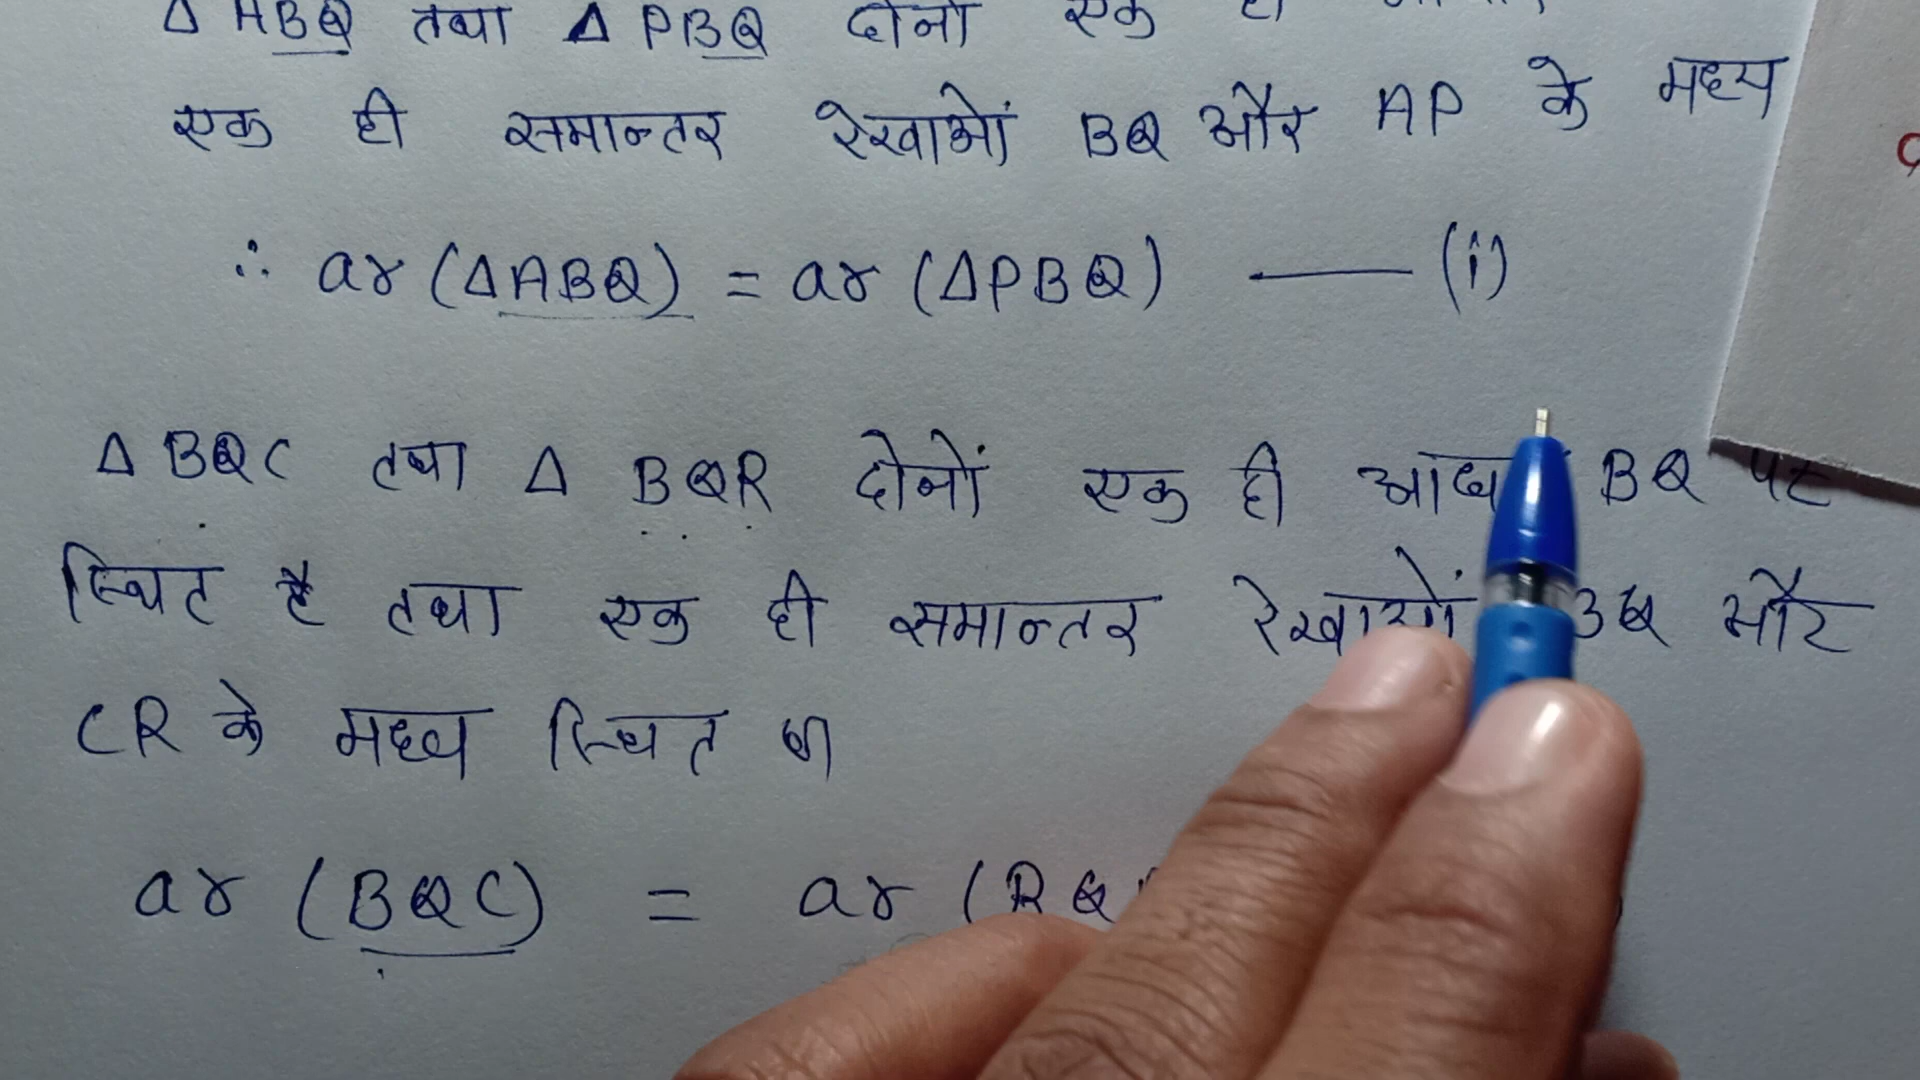 Δ ABQ तथा Δ PBQ दोनों एक ही
एक ही समान्तर रेखाओं BQ और AP के मध्य
∴ ar (ΔABQ) = ar (ΔPBQ) —— (i)
Δ BQC तथा Δ BQR दोनों एक ही BQ पर
स्थित है तथा एक ही समान्तर रेखाओं BQ और
CR के मध्य स्थित
ar (BQC) = ar (